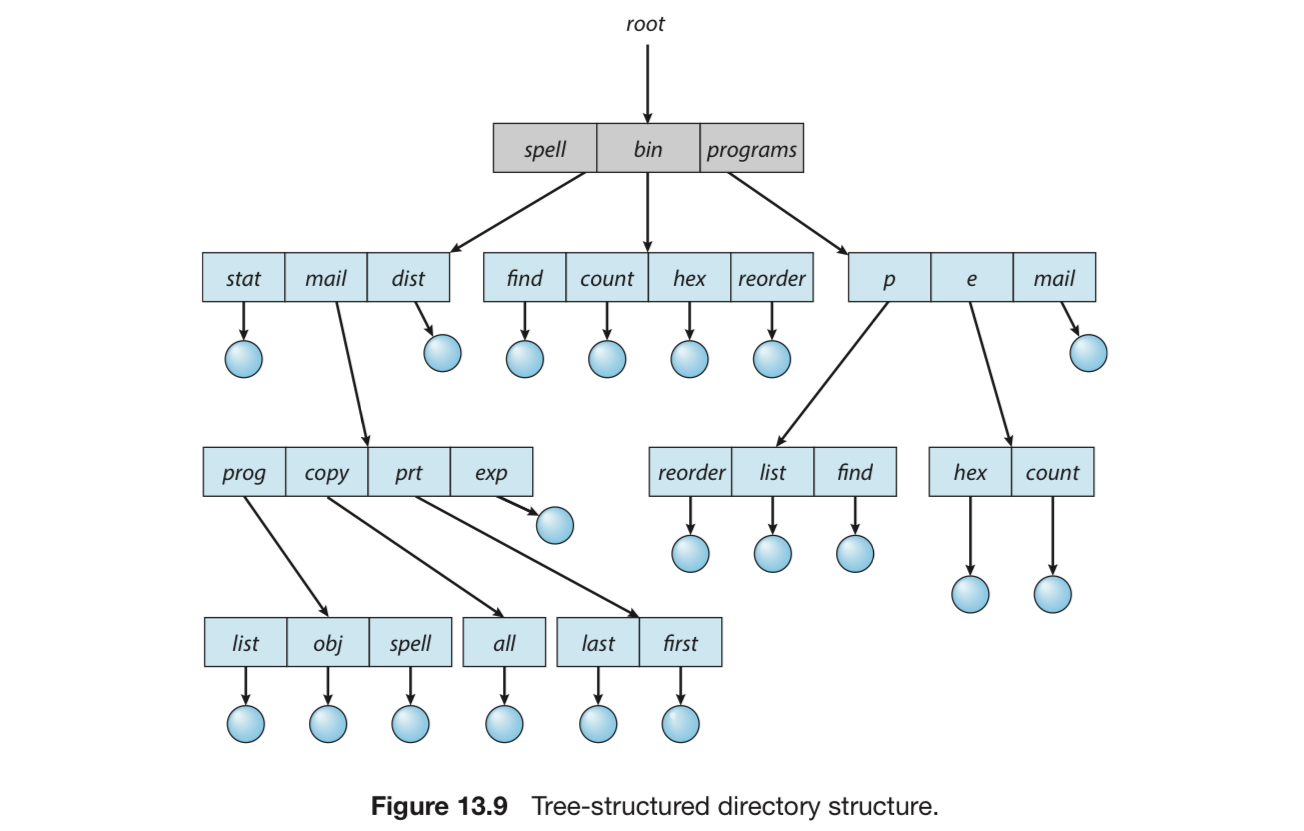 root
spell bin programs
stat mail dist find count hex reorder p e mail
prog copy prt exp reorder list find hex count
list obj spell all last first
Figure 13.9 Tree-structured directory structure.